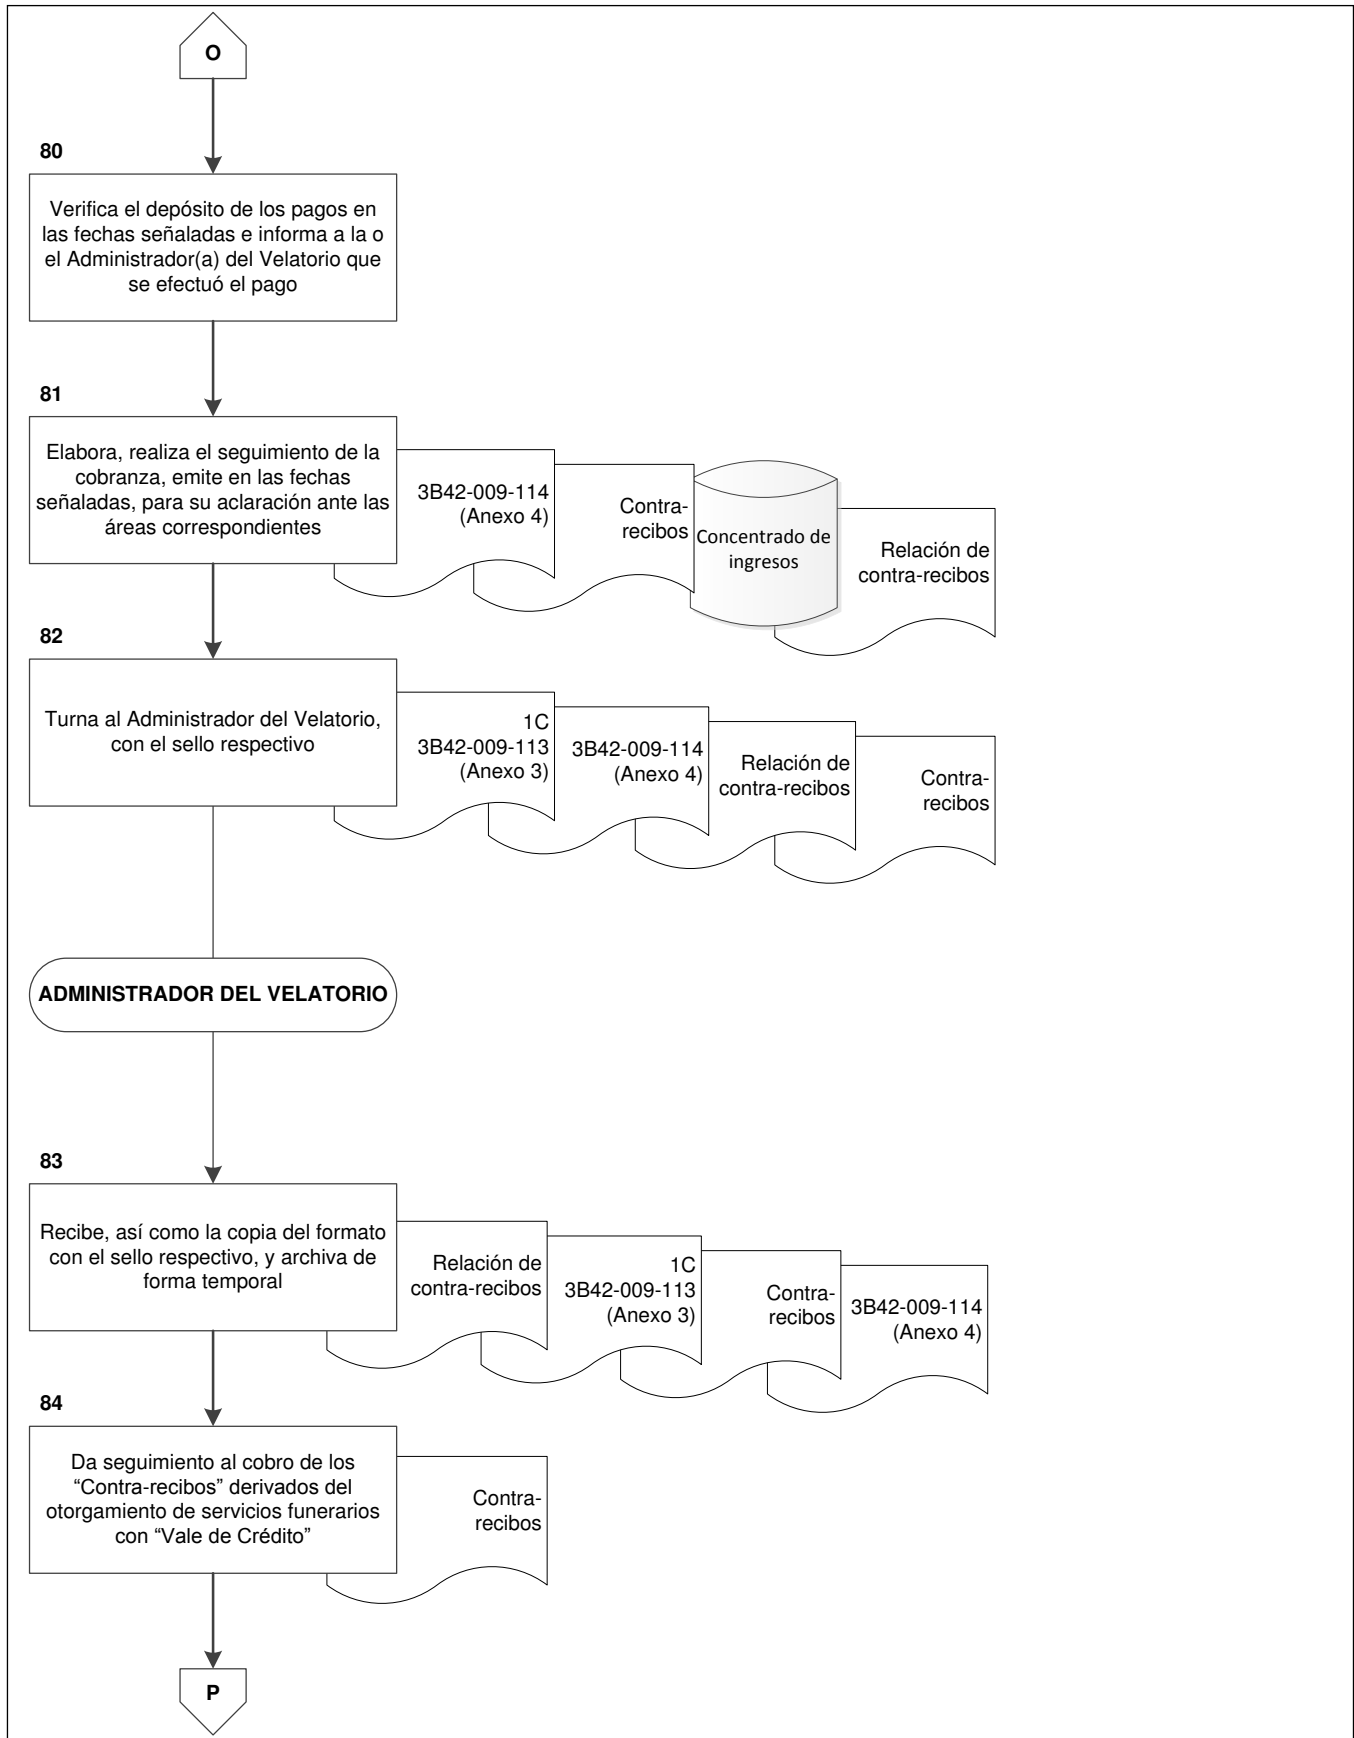 O
80
Verifica el depósito de los pagos en
las fechas señaladas e informa a la o
el Administrador(a) del Velatorio que
se efectuó el pago
81
Elabora, realiza el seguimiento de la
cobranza, emite en las fechas
señaladas, para su aclaración ante las
áreas correspondientes
3B42-009-114
(Anexo 4)
Contra-
recibos
Concentrado de
ingresos
Relación de
contra-recibos
82
Turna al Administrador del Velatorio,
con el sello respectivo
1C
3B42-009-113
(Anexo 3)
3B42-009-114
(Anexo 4)
Relación de
contra-recibos
Contra-
recibos
ADMINISTRADOR DEL VELATORIO
83
Recibe, así como la copia del formato
con el sello respectivo, y archiva de
forma temporal
Relación de
contra-recibos
1C
3B42-009-113
(Anexo 3)
Contra-
recibos
3B42-009-114
(Anexo 4)
84
Da seguimiento al cobro de los
“Contra-recibos” derivados del
otorgamiento de servicios funerarios
con “Vale de Crédito”
Contra-
recibos
P